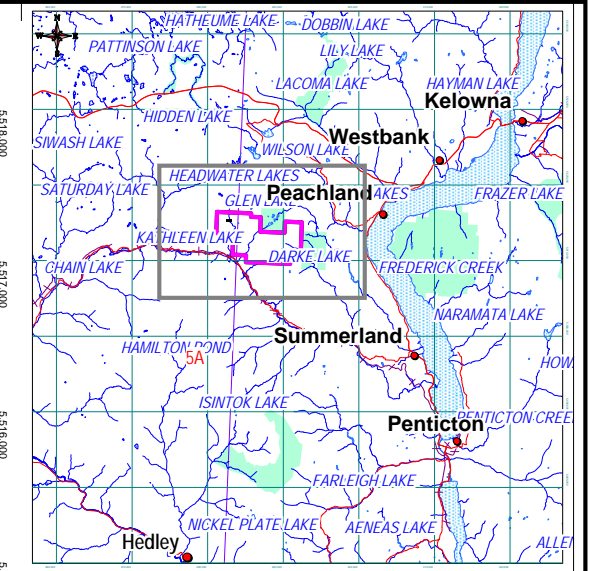 HATHEUME LAKE
DOBBIN LAKE
PATTINSON LAKE
LILY LAKE
LACOMA LAKE
HAYMAN LAKE
Kelowna
HIDDEN LAKE
Westbank
SIWASH LAKE
WILSON LAKE
HEADWATER LAKES
SATURDAY LAKE
Peachland
AKES
FRAZER LAKE
GLEN LAKE
KATHLEEN LAKE
DARKE LAKE
CHAIN LAKE
FREDERICK CREEK
NARAMATA LAKE
Summerland
HAMILTON POND
5A
HOW
ISINTOK LAKE
Penticton
PENTICTON CREE
FARLEIGH LAKE
NICKEL PLATE LAKE
AENEAS LAKE
Hedley
ALLE
5,518,000
5,517,000
5,516,000